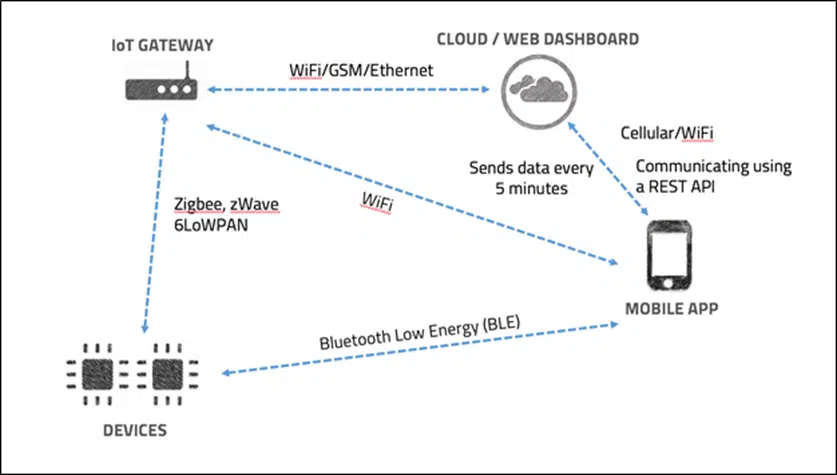 IoT GATEWAY
CLOUD / WEB DASHBOARD
WiFi/GSM/Ethernet
Cellular/WiFi
Sends data every
5 minutes
Communicating using
a REST API
Zigbee, zWave
6LoWPAN
WiFi
MOBILE APP
Bluetooth Low Energy (BLE)
DEVICES